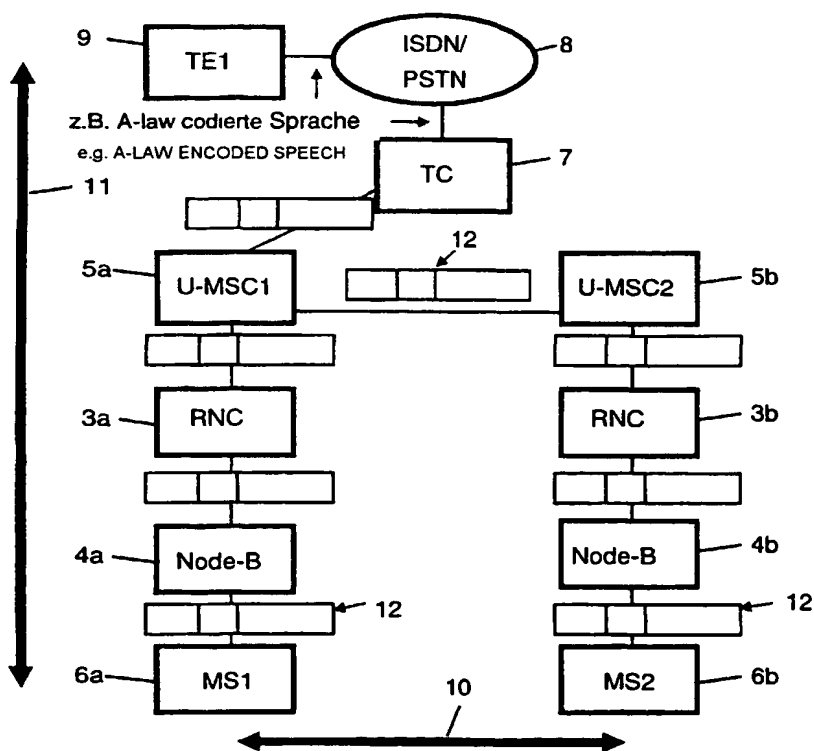 9
TE1
ISDN/
PSTN
8
z.B. A-law codierte Sprache
e.g. A-LAW ENCODED SPEECH
TC
7
11
12
5a
U-MSC1
U-MSC2
5b
3a
RNC
RNC
3b
4a
Node-B
Node-B
4b
12
12
6a
MS1
MS2
6b
10